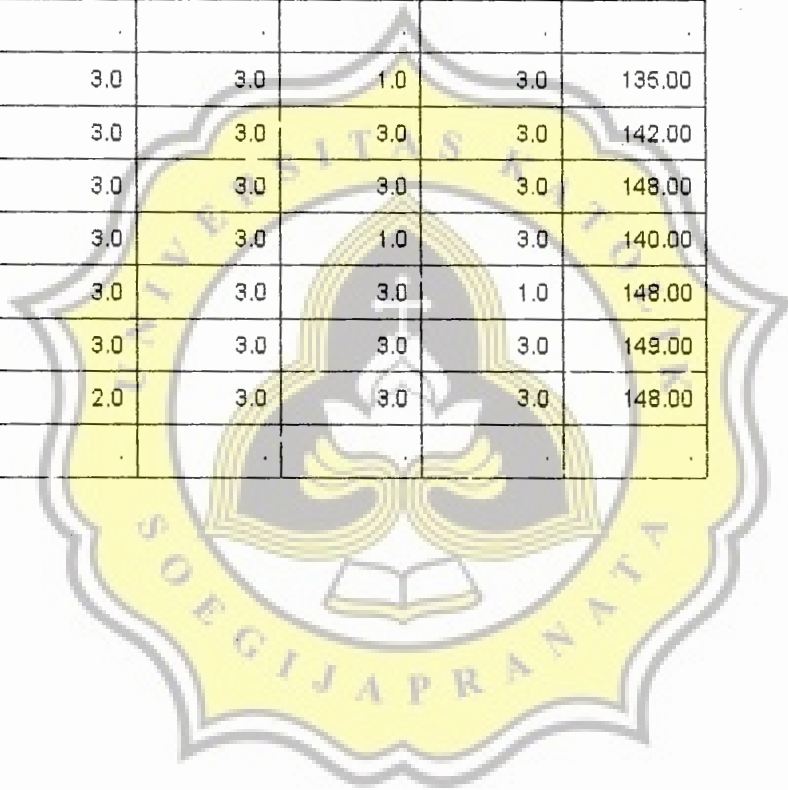 . . . . .
3.0 3.0 1.0 3.0 135.00
3.0 3.0 3.0 3.0 142.00
3.0 3.0 3.0 3.0 148.00
3.0 3.0 1.0 3.0 140.00
3.0 3.0 3.0 1.0 148.00
3.0 3.0 3.0 3.0 149.00
2.0 3.0 3.0 3.0 148.00
. . . . .
UNIVERSITAS KATOLIK
SOEGIJAPRANATA